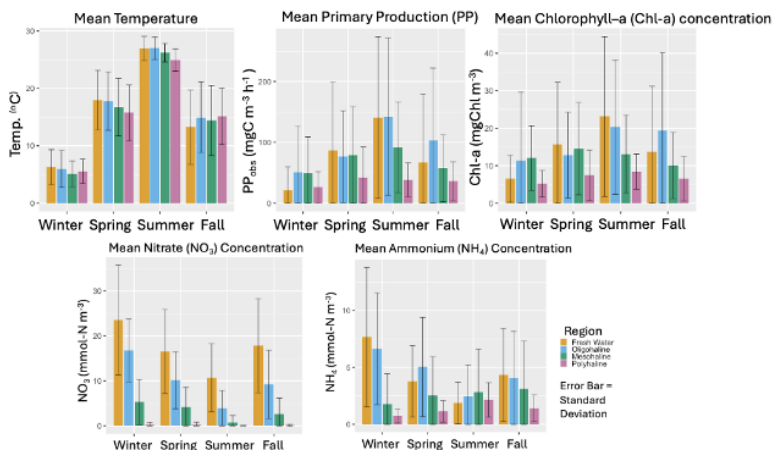 Mean Temperature
Temp. (°C)
30
20
10
0
Winter Spring Summer Fall
Mean Primary Production (PP)
PPobs (mgC m⁻³ h⁻¹)
200
100
0
Winter Spring Summer Fall
Mean Chlorophyll–a (Chl-a) concentration
Chl-a (mgChl m⁻³)
40
30
20
10
0
Winter Spring Summer Fall
Mean Nitrate (NO₃) Concentration
NO₃ (mmol-N m⁻³)
30
20
10
0
Winter Spring Summer Fall
Mean Ammonium (NH₄) Concentration
NH₄ (mmol-N m⁻³)
10
5
0
Winter Spring Summer Fall
Region
Fresh Water
Oligohaline
Mesohaline
Polyhaline
Error Bar =
Standard
Deviation